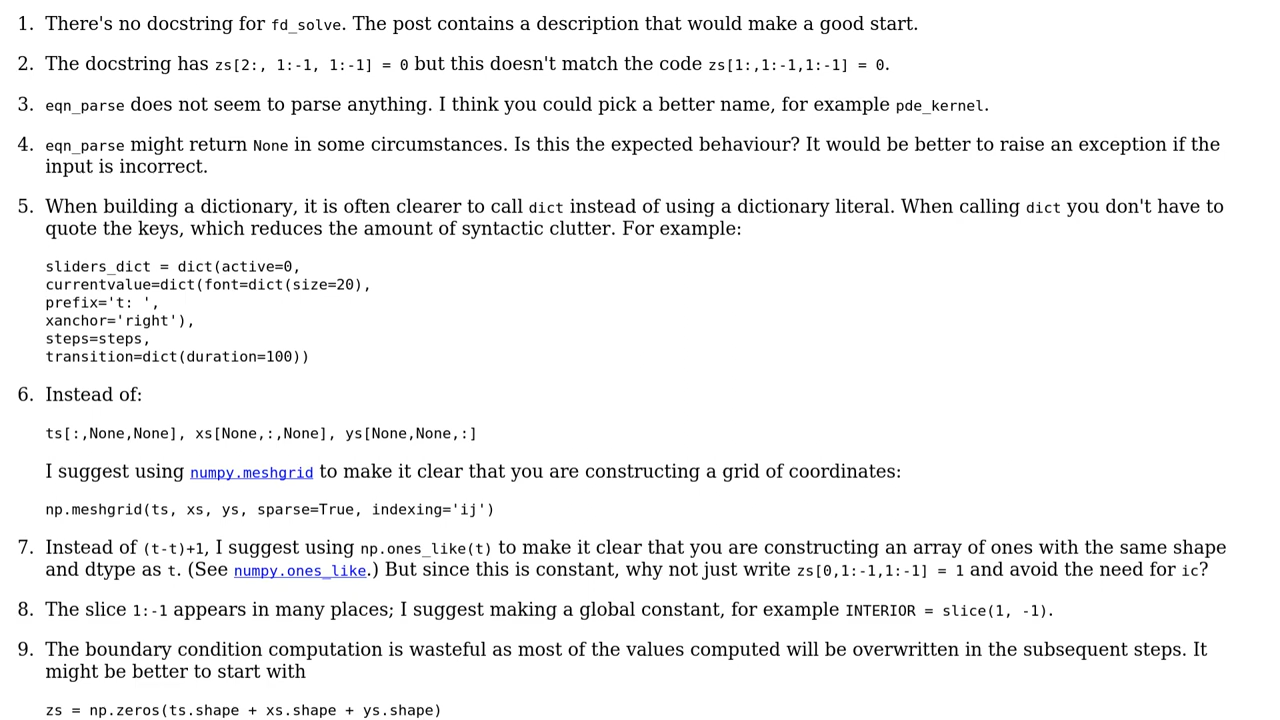 1. There's no docstring for fd_solve. The post contains a description that would make a good start.
2. The docstring has zs[2:, 1:-1, 1:-1] = 0 but this doesn't match the code zs[1:,1:-1,1:-1] = 0.
3. eqn_parse does not seem to parse anything. I think you could pick a better name, for example pde_kernel.
4. eqn_parse might return None in some circumstances. Is this the expected behaviour? It would be better to raise an exception if the
input is incorrect.
5. When building a dictionary, it is often clearer to call dict instead of using a dictionary literal. When calling dict you don't have to
quote the keys, which reduces the amount of syntactic clutter. For example:
sliders_dict = dict(active=0,
currentvalue=dict(font=dict(size=20),
prefix='t: ',
xanchor='right'),
steps=steps,
transition=dict(duration=100))
6. Instead of:
ts[:,None,None], xs[None,:,None], ys[None,None,:]
I suggest using numpy.meshgrid to make it clear that you are constructing a grid of coordinates:
np.meshgrid(ts, xs, ys, sparse=True, indexing='ij')
7. Instead of (t-t)+1, I suggest using np.ones_like(t) to make it clear that you are constructing an array of ones with the same shape
and dtype as t. (See numpy.ones_like.) But since this is constant, why not just write zs[0,1:-1,1:-1] = 1 and avoid the need for ic?
8. The slice 1:-1 appears in many places; I suggest making a global constant, for example INTERIOR = slice(1, -1).
9. The boundary condition computation is wasteful as most of the values computed will be overwritten in the subsequent steps. It
might be better to start with
zs = np.zeros(ts.shape + xs.shape + ys.shape)